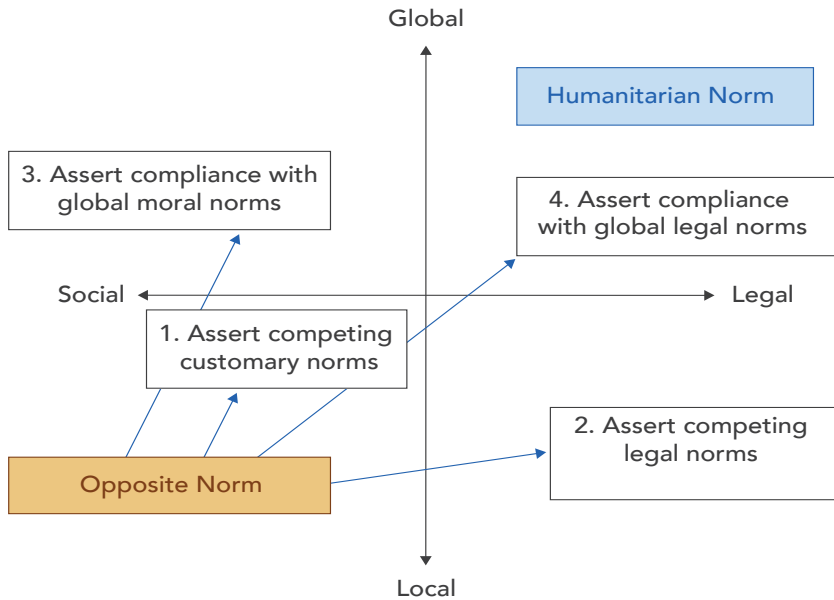 Global
Humanitarian Norm
3. Assert compliance with
global moral norms
4. Assert compliance
with global legal norms
Social
Legal
1. Assert competing
customary norms
2. Assert competing
legal norms
Opposite Norm
Local